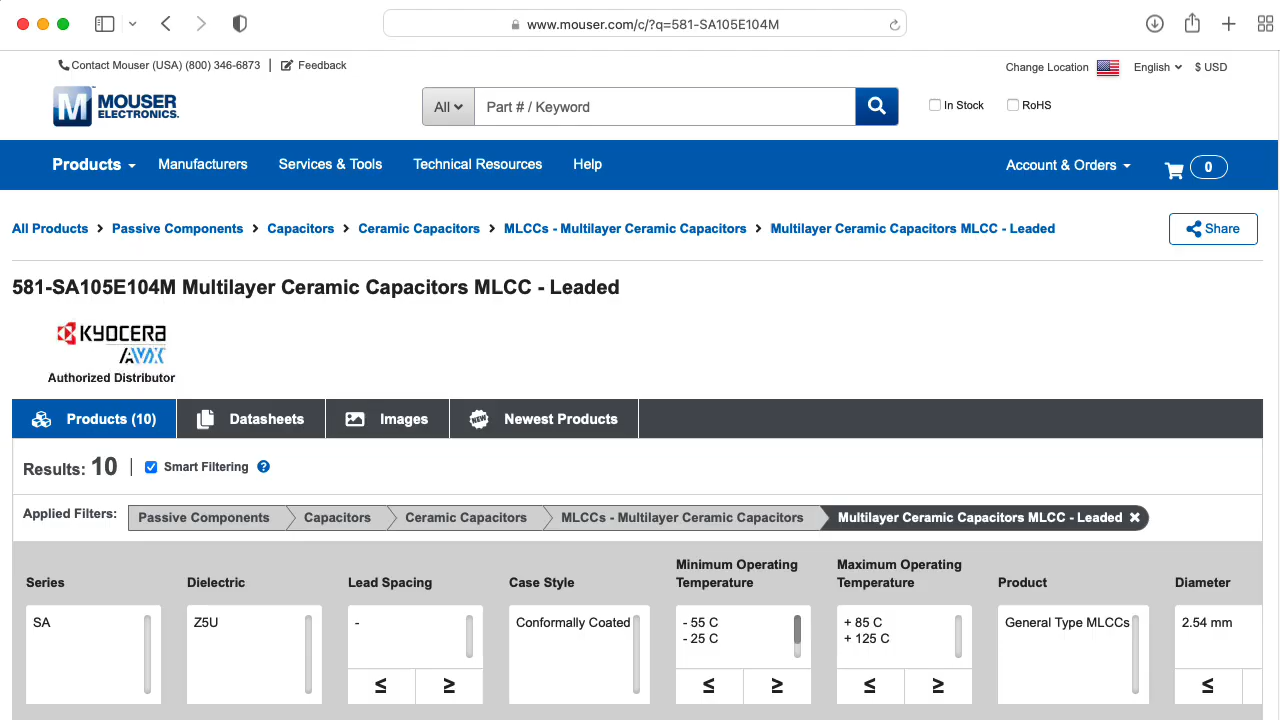 www.mouser.com/c/?q=581-SA105E104M
Contact Mouser (USA) (800) 346-6873 | Feedback
Change Location English $ USD
MOUSER
ELECTRONICS.
All Part # / Keyword
In Stock RoHS
Products Manufacturers Services & Tools Technical Resources Help
Account & Orders 0
All Products > Passive Components > Capacitors > Ceramic Capacitors > MLCCs - Multilayer Ceramic Capacitors > Multilayer Ceramic Capacitors MLCC - Leaded
Share
581-SA105E104M Multilayer Ceramic Capacitors MLCC - Leaded
KYOCERA
AVX
Authorized Distributor
Products (10) Datasheets Images NEW Newest Products
Results: 10 | Smart Filtering ?
Applied Filters: Passive Components Capacitors Ceramic Capacitors MLCCs - Multilayer Ceramic Capacitors Multilayer Ceramic Capacitors MLCC - Leaded
Series Dielectric Lead Spacing Case Style Minimum Operating Temperature Maximum Operating Temperature Product Diameter
SA Z5U - Conformally Coated - 55 C + 85 C General Type MLCCs 2.54 mm
- 25 C + 125 C
≤ ≥ ≤ ≥ ≤ ≥ ≤